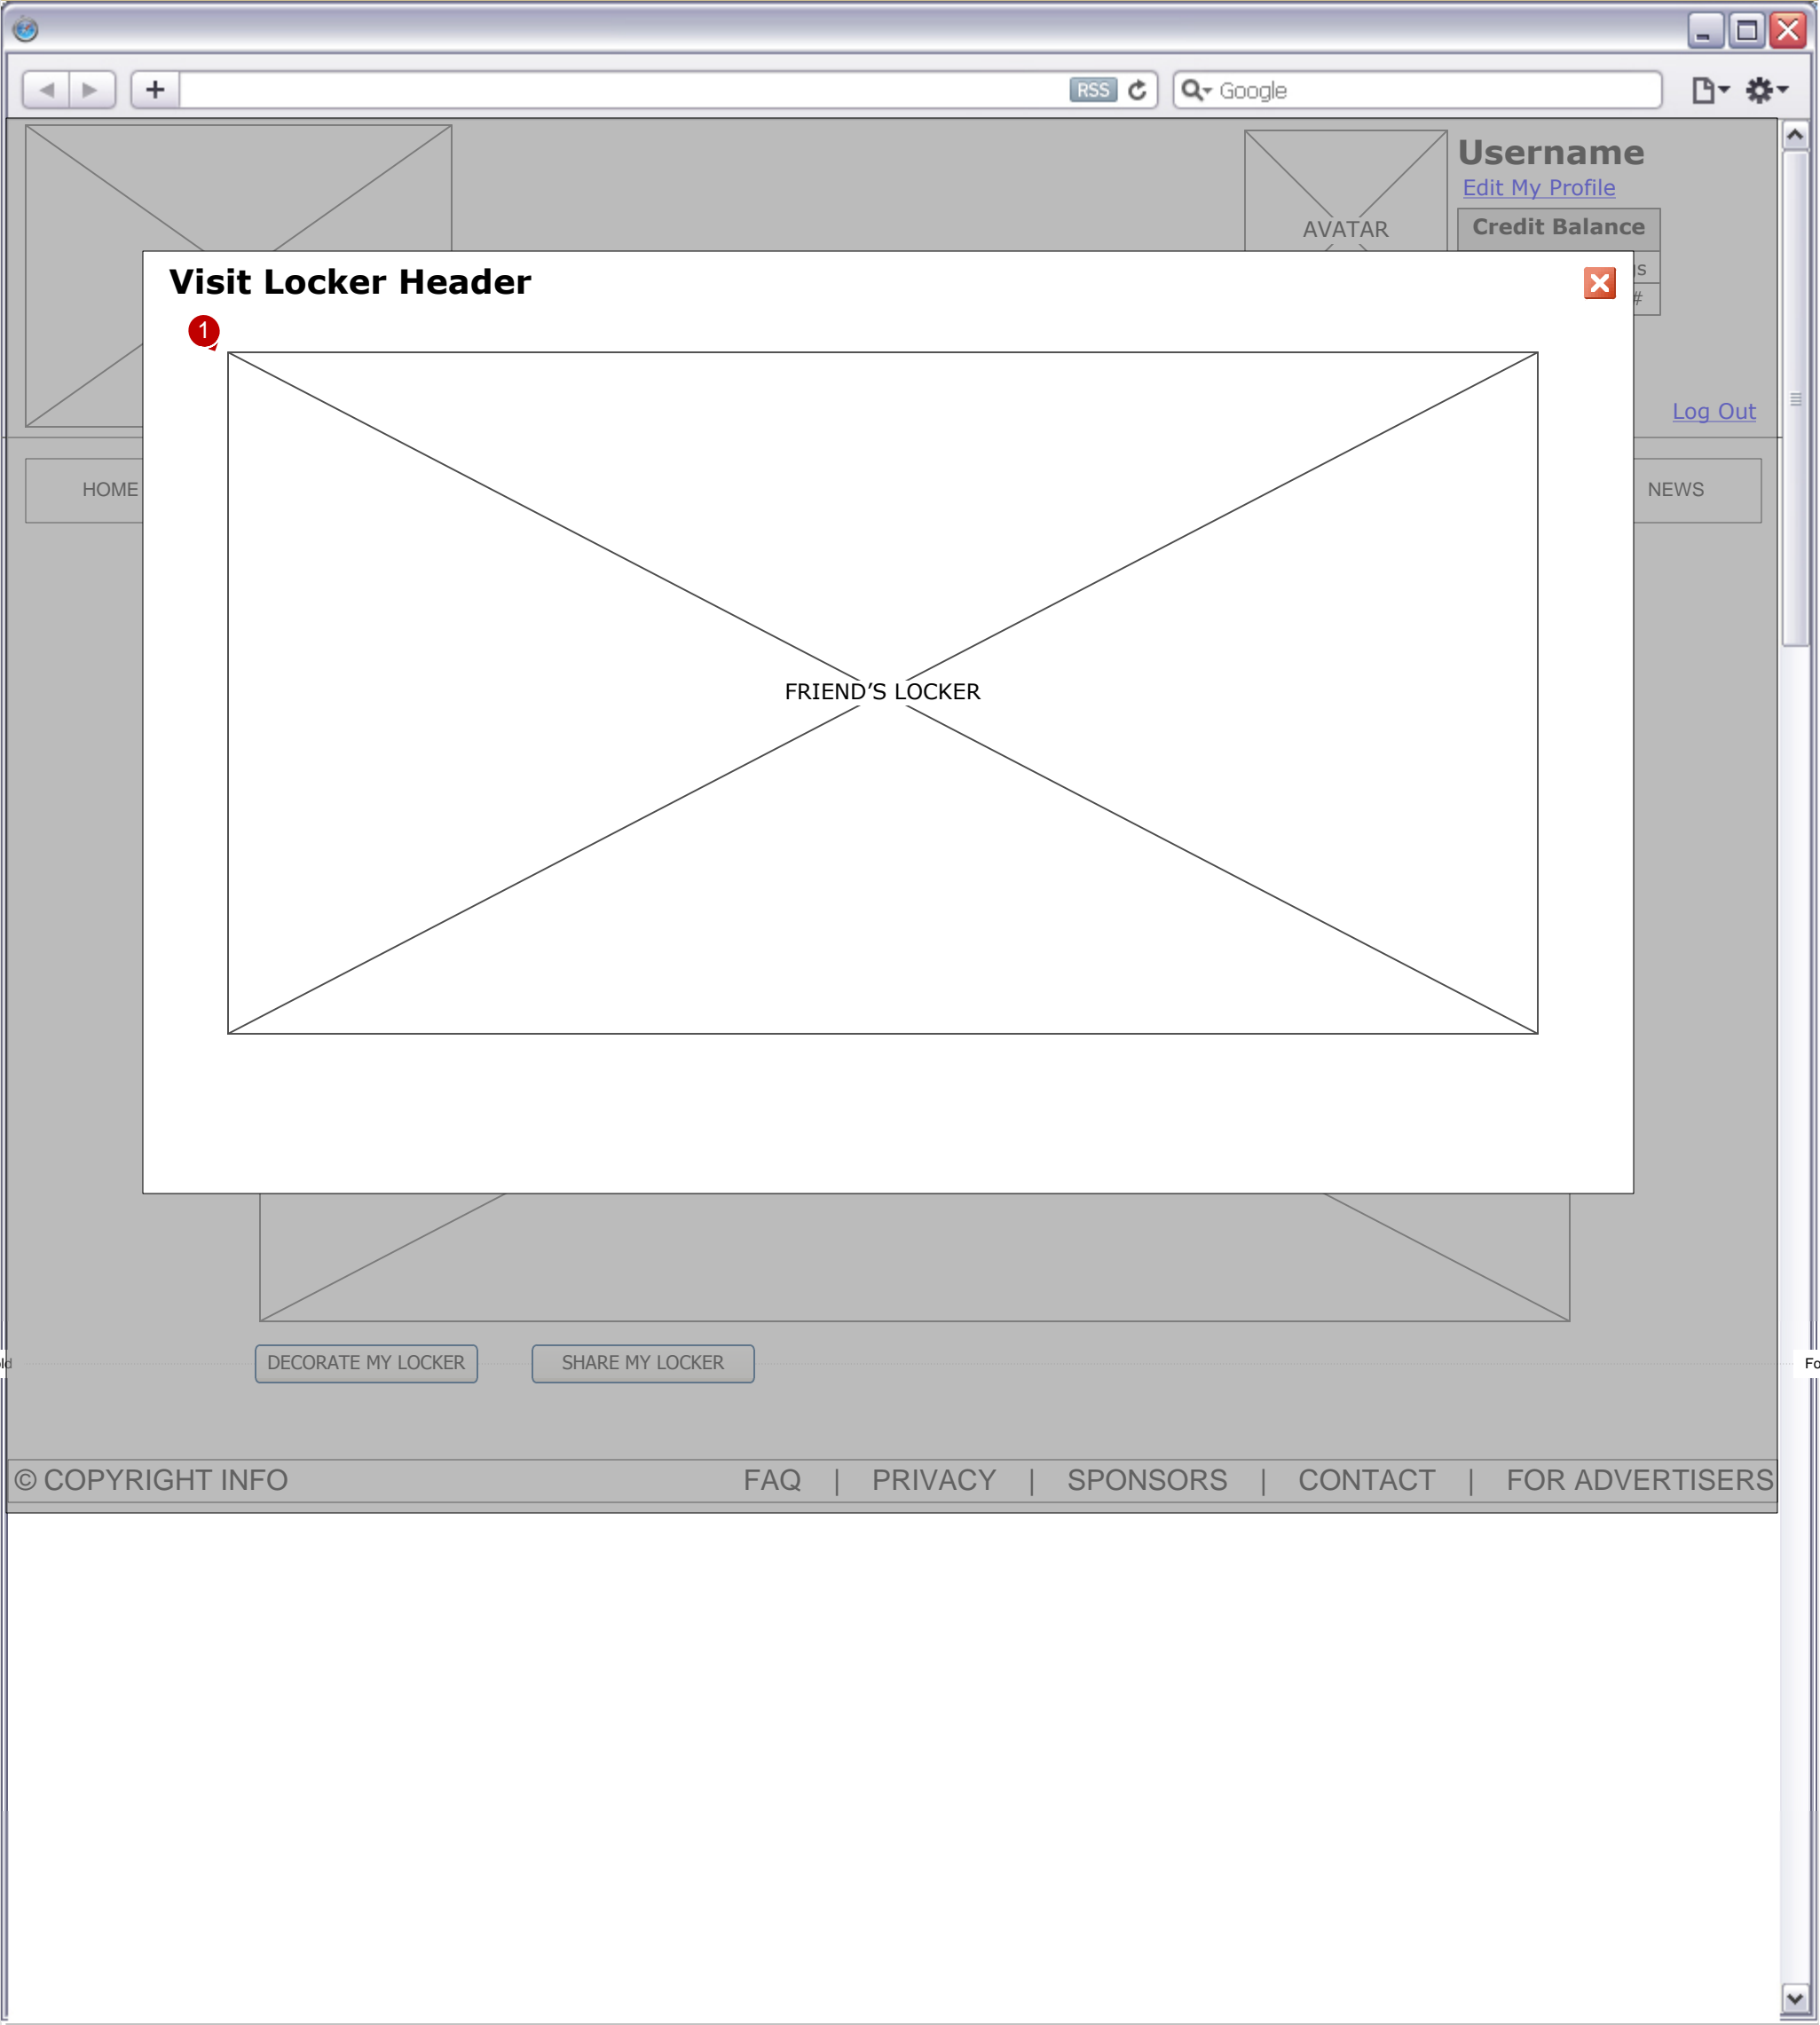 RSS
Google
Username
Edit My Profile
AVATAR
Credit Balance
Visit Locker Header
#
1
Log Out
HOME
NEWS
FRIEND’S LOCKER
DECORATE MY LOCKER
SHARE MY LOCKER
© COPYRIGHT INFO
FAQ | PRIVACY | SPONSORS | CONTACT | FOR ADVERTISERS